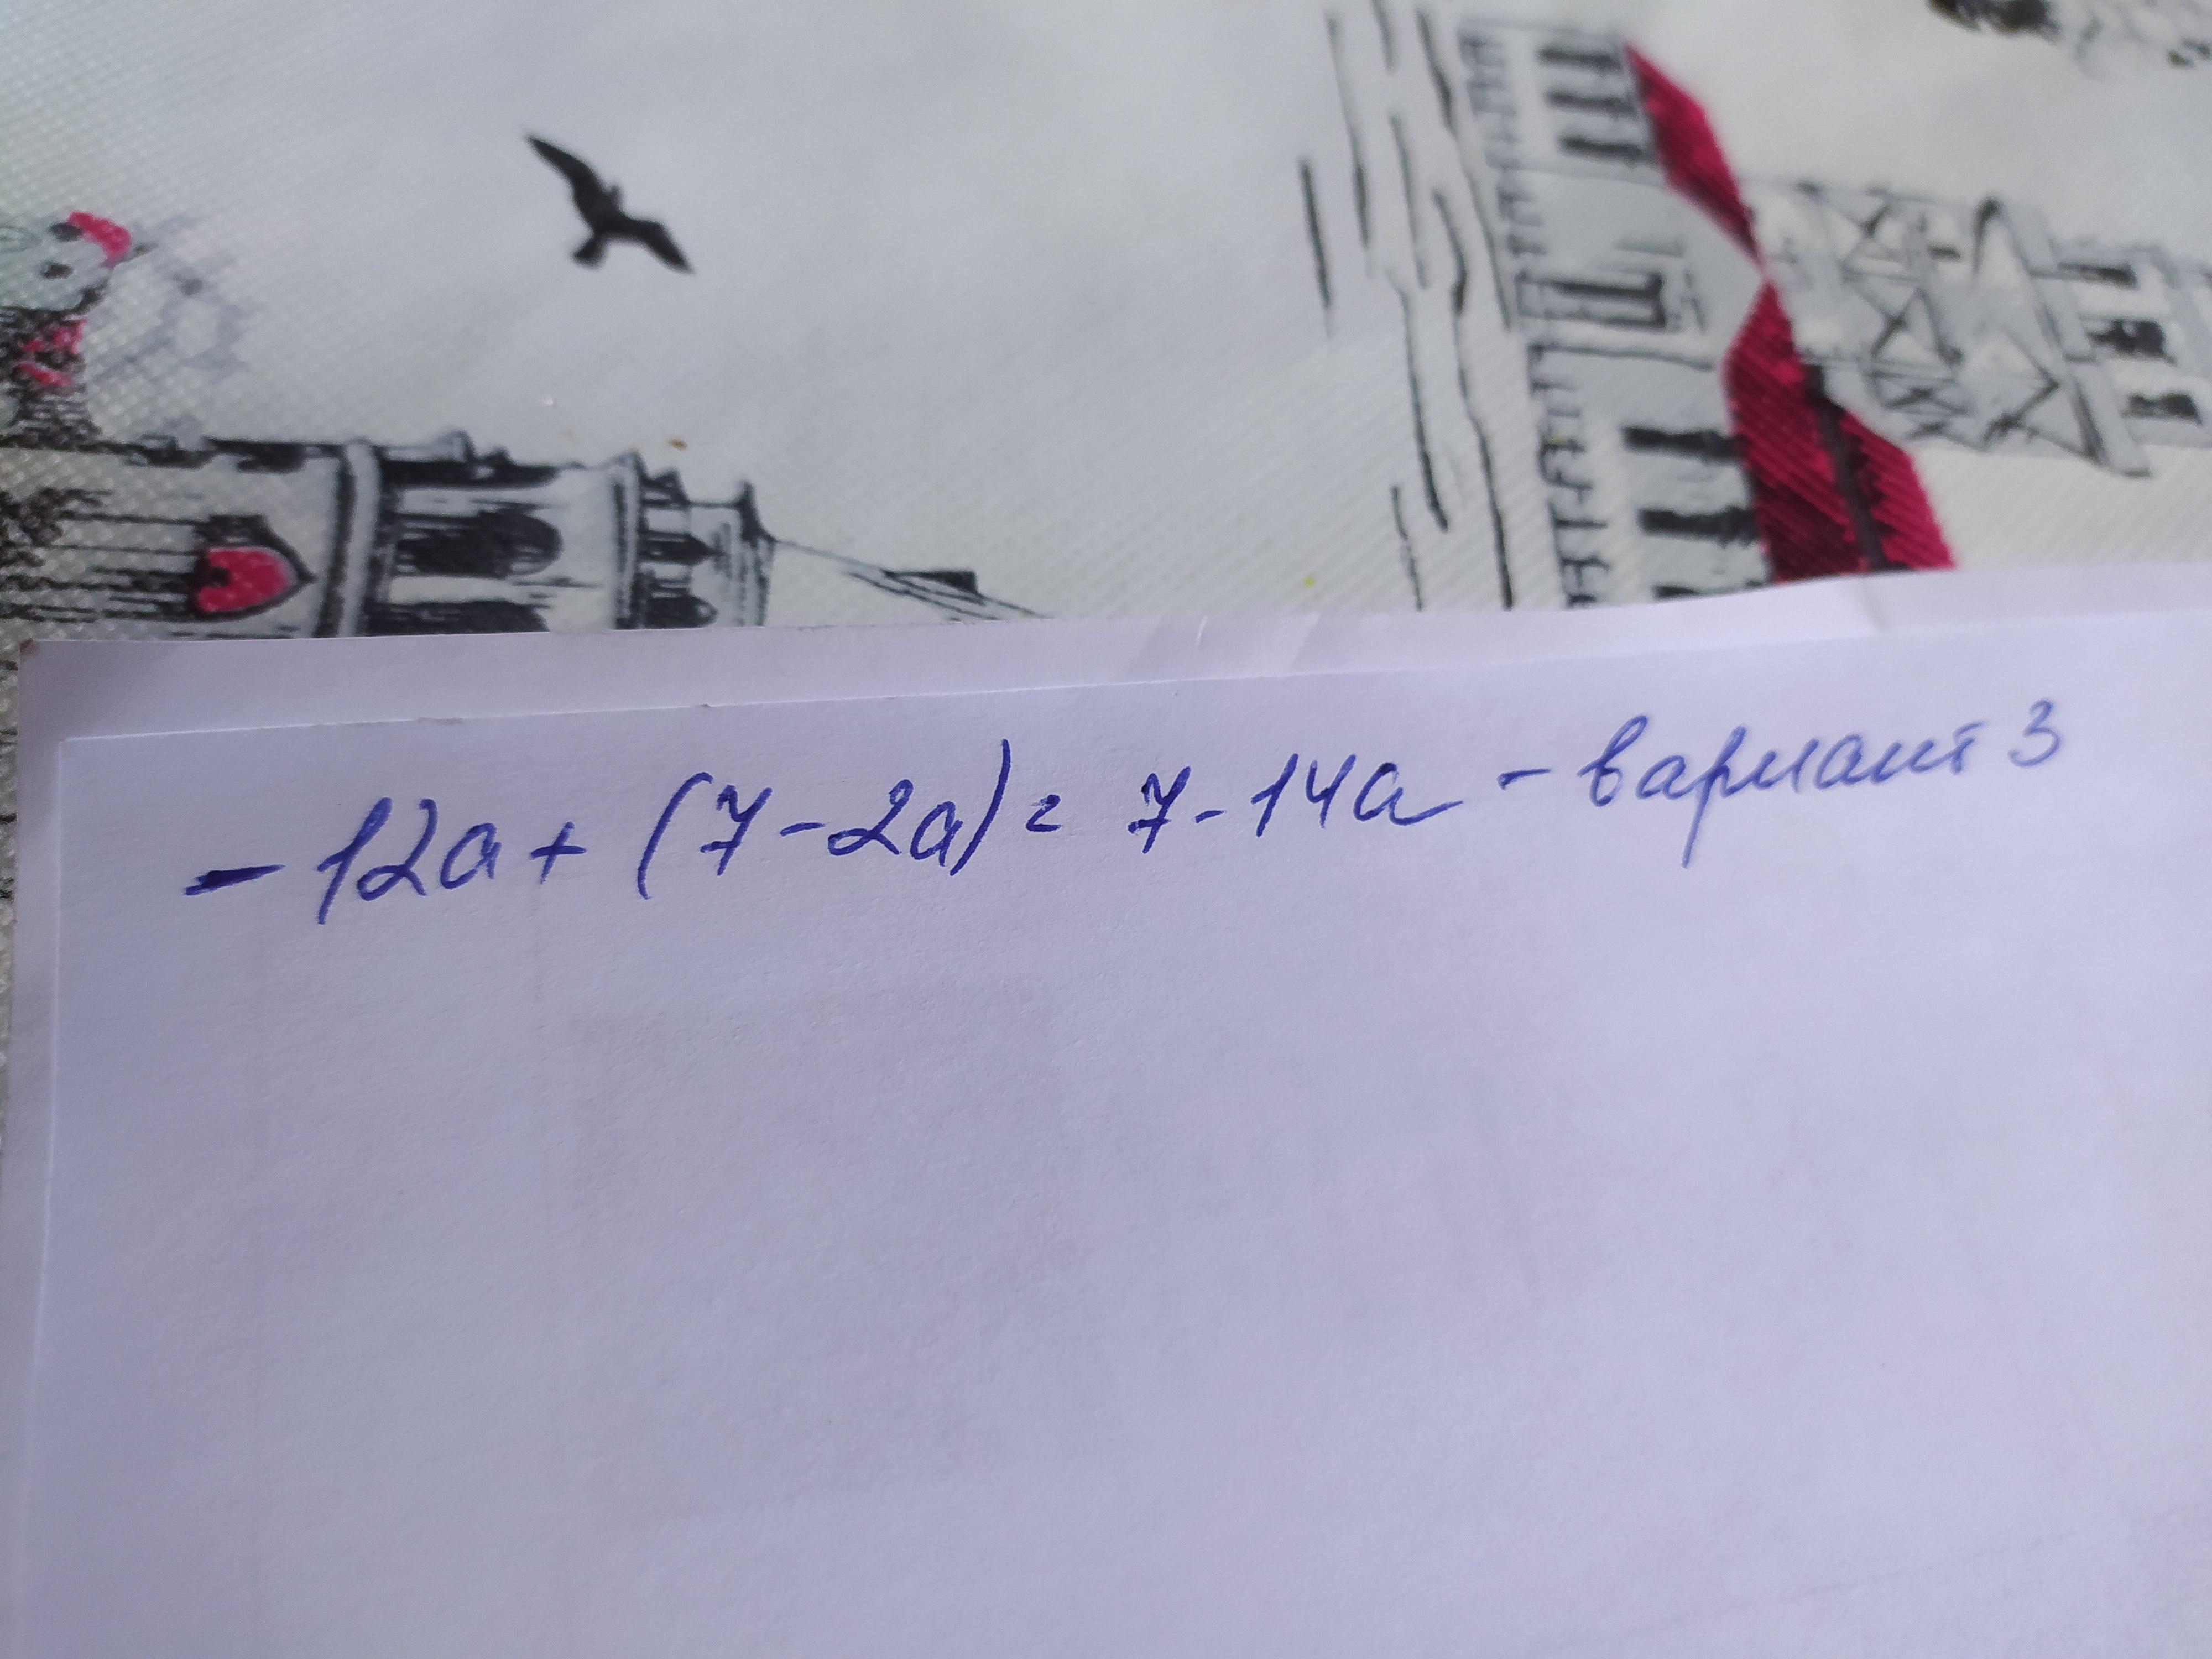 - 12a + (7 - 2a) = 7 - 14a - вариант 3